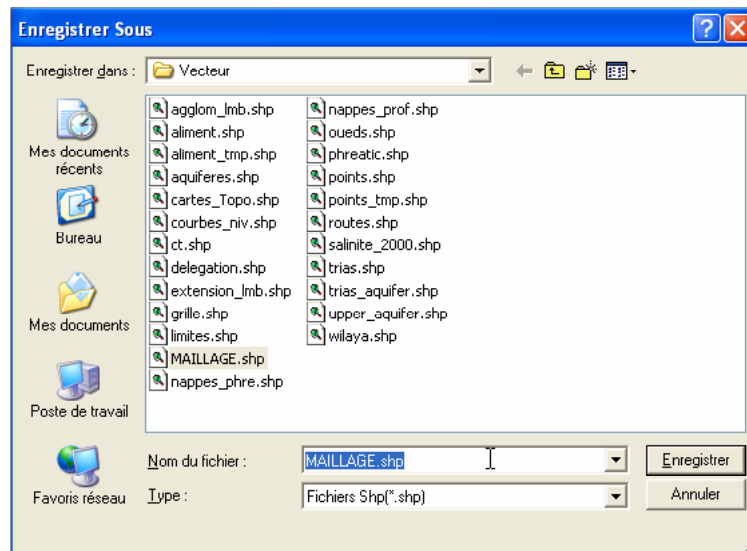 Enregistrer Sous
Enregistrer dans :
Vecteur
Mes documents
récents
Bureau
Mes documents
Poste de travail
Favoris réseau
agglom_lmb.shp
aliment.shp
aliment_tmp.shp
aquiferes.shp
cartes_Topo.shp
courbes_niv.shp
ct.shp
delegation.shp
extension_lmb.shp
grille.shp
limites.shp
MAILLAGE.shp
nappes_phre.shp
nappes_prof.shp
oueds.shp
phreatic.shp
points.shp
points_tmp.shp
routes.shp
salinite_2000.shp
trias.shp
trias_aquifer.shp
upper_aquifer.shp
wilaya.shp
Nom du fichier :
MAILLAGE.shp
Enregistrer
Type :
Fichiers Shp(*.shp)
Annuler